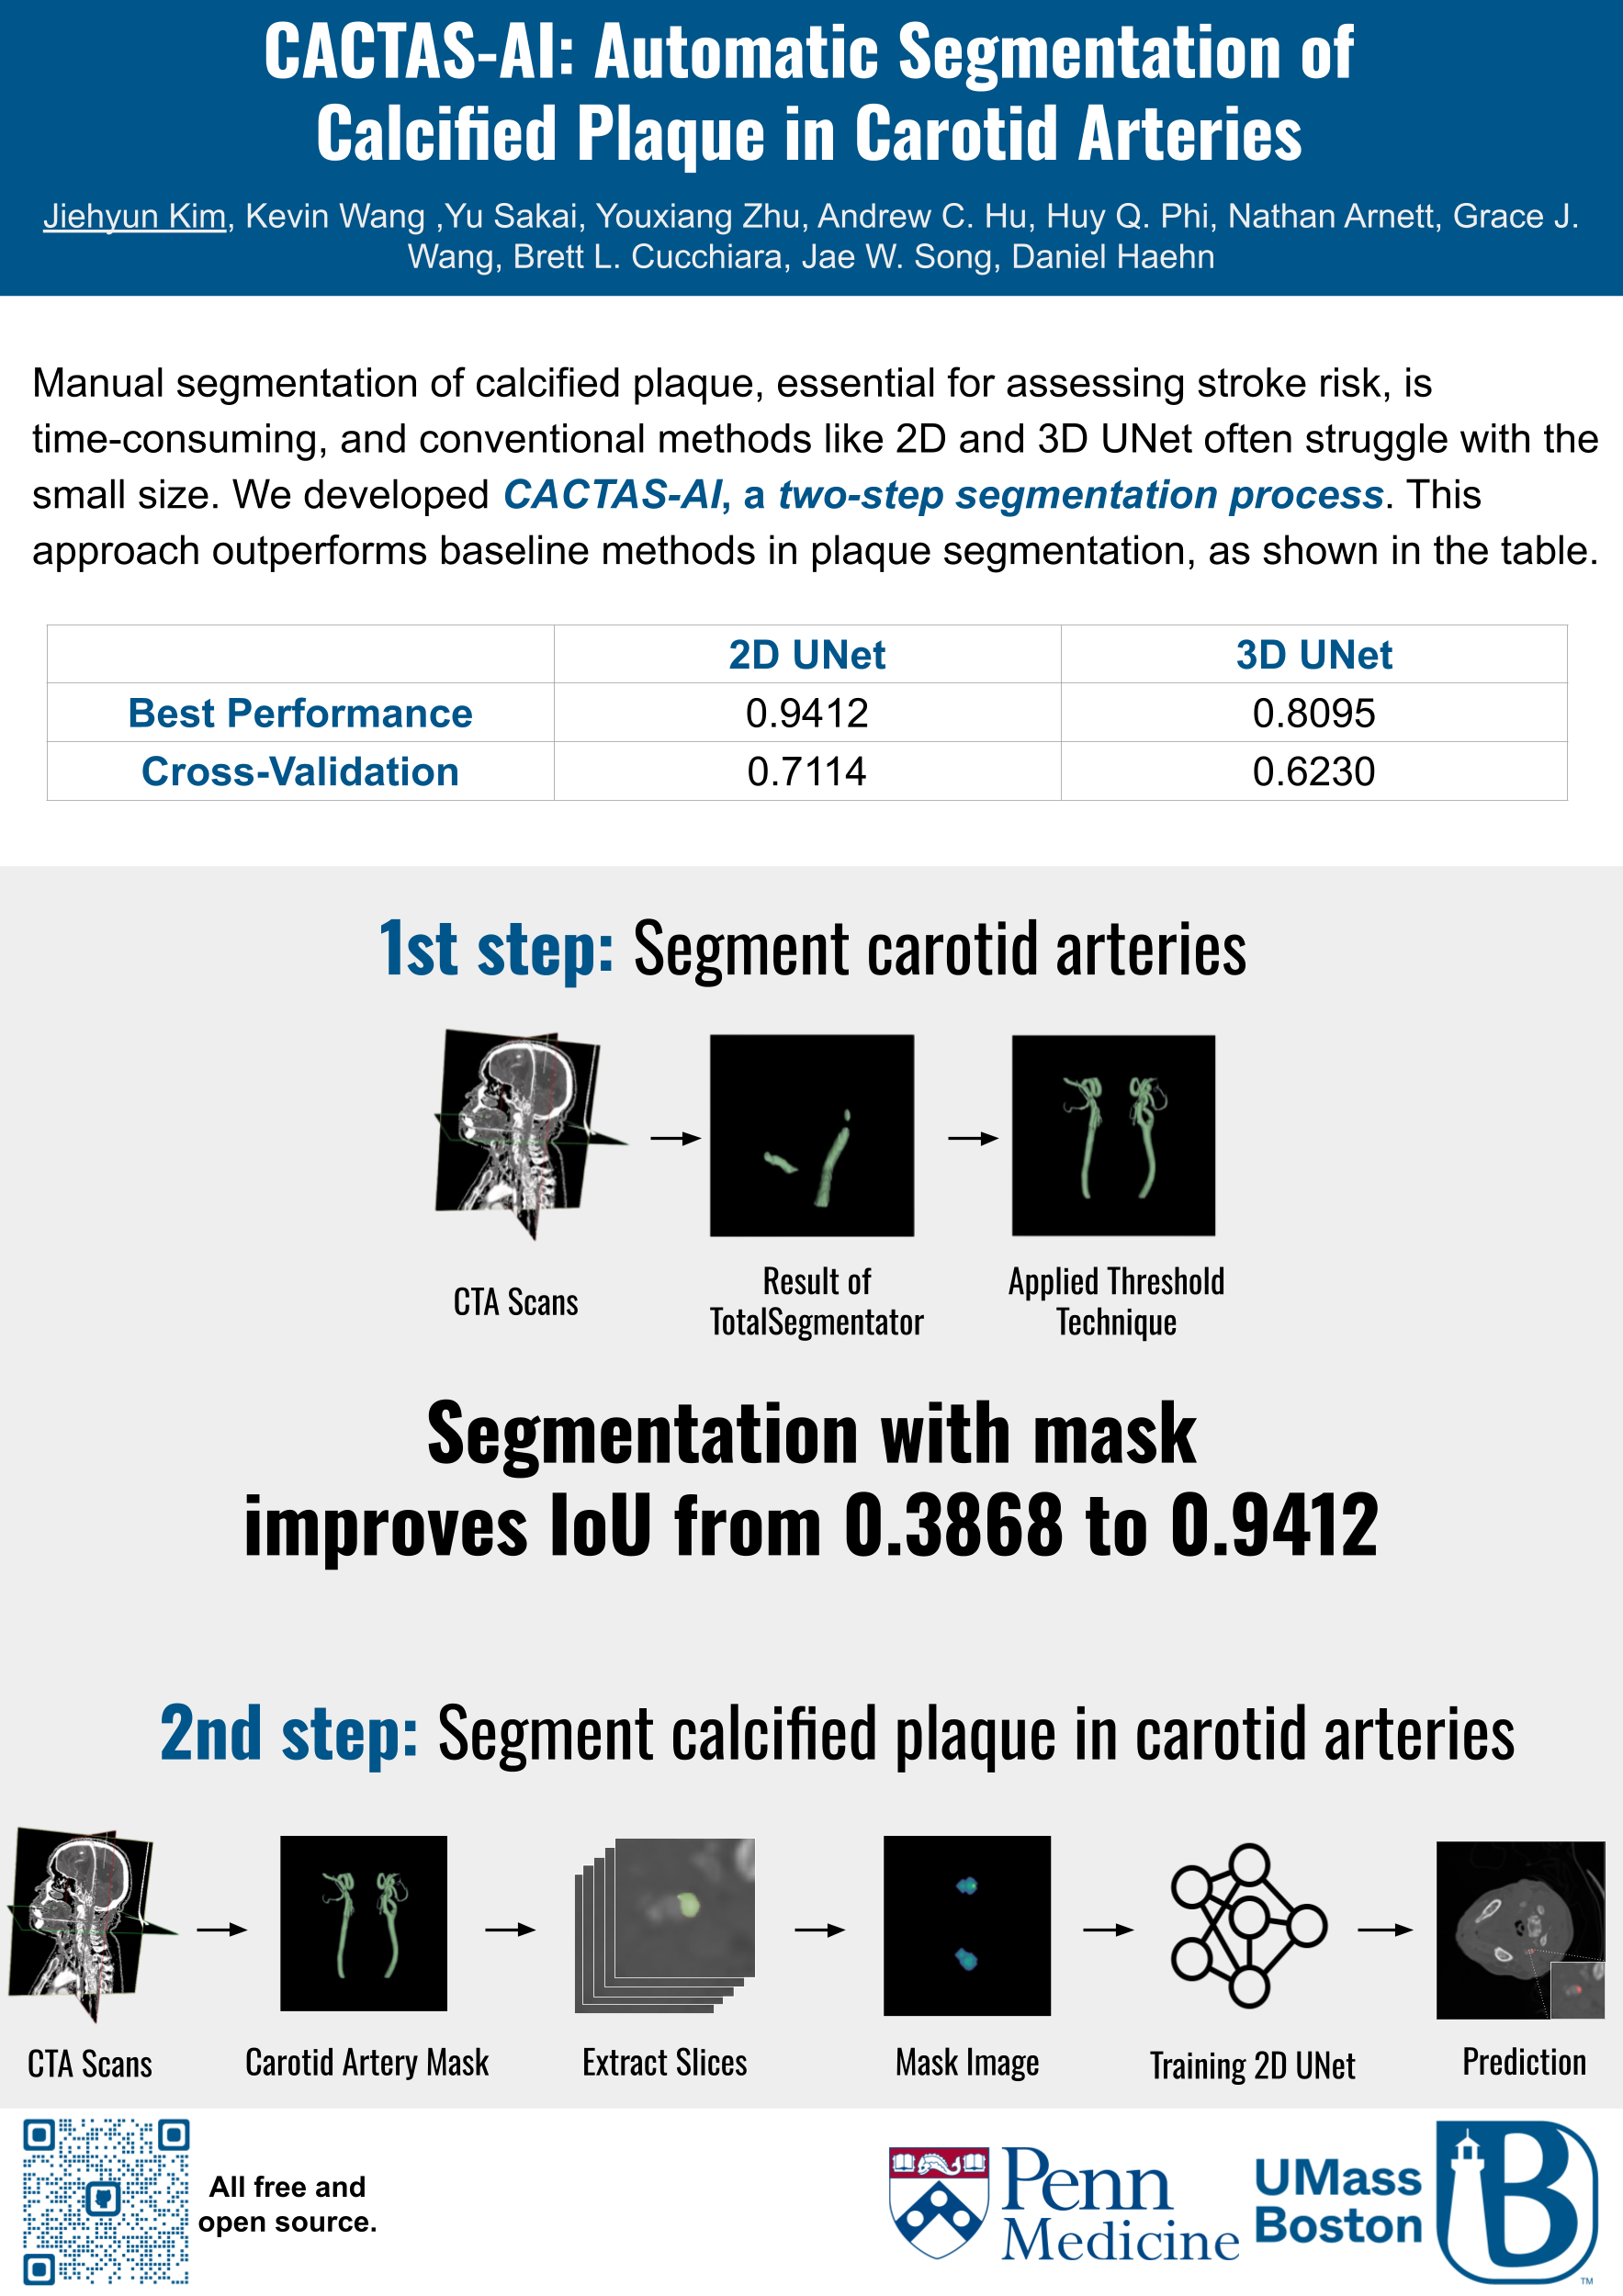 CACTAS-AI: Automatic Segmentation of
Calcified Plaque in Carotid Arteries
Jiehyun Kim, Kevin Wang ,Yu Sakai, Youxiang Zhu, Andrew C. Hu, Huy Q. Phi, Nathan Arnett, Grace J.
Wang, Brett L. Cucchiara, Jae W. Song, Daniel Haehn
Manual segmentation of calcified plaque, essential for assessing stroke risk, is
time-consuming, and conventional methods like 2D and 3D UNet often struggle with the
small size. We developed CACTAS-AI, a two-step segmentation process. This
approach outperforms baseline methods in plaque segmentation, as shown in the table.
2D UNet 3D UNet
Best Performance 0.9412 0.8095
Cross-Validation 0.7114 0.6230
1st step: Segment carotid arteries
CTA Scans
Result of
TotalSegmentator
Applied Threshold
Technique
Segmentation with mask
improves IoU from 0.3868 to 0.9412
2nd step: Segment calcified plaque in carotid arteries
CTA Scans
Carotid Artery Mask
Extract Slices
Mask Image
Training 2D UNet
Prediction
All free and
open source.
Penn
Medicine
UMass
Boston
B
TM